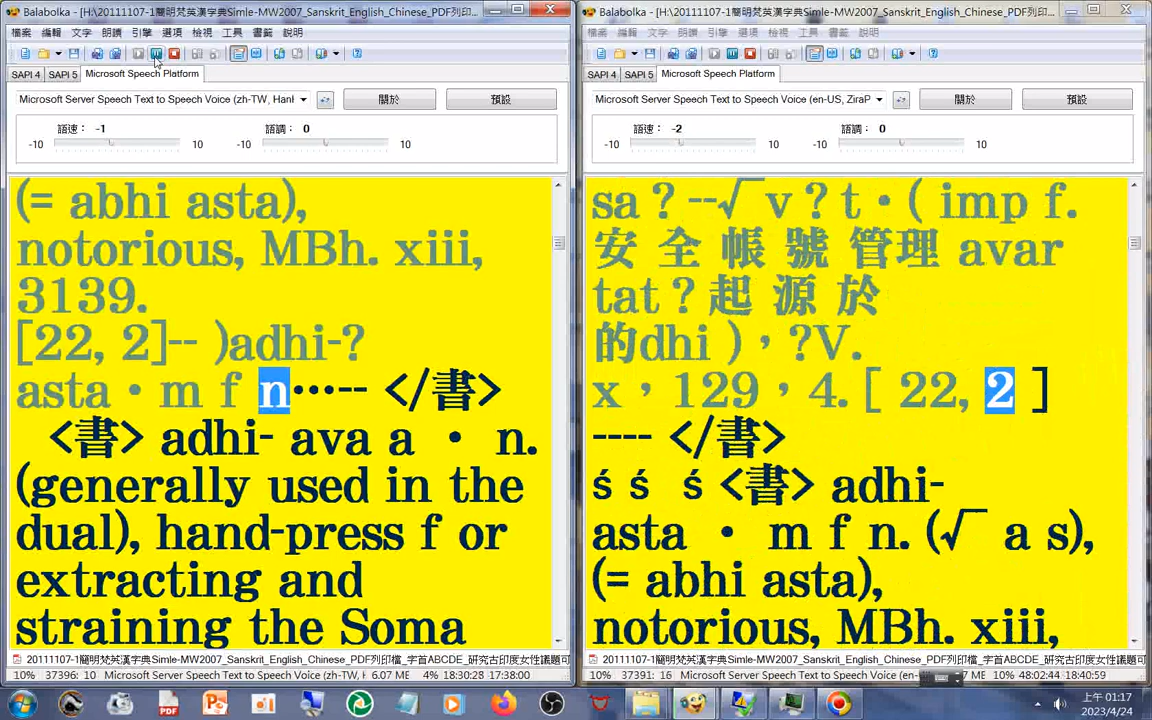 Balabolka - [H:\20111107-1簡明梵英漢字典Simle-MW2007_Sanskrit_English_Chinese_PDF列印...
檔案 編輯 文字 朗讀 引擎 選項 檢視 工具 書籤 說明
SAPI 4 SAPI 5 Microsoft Speech Platform
Microsoft Server Speech Text to Speech Voice (zh-TW, Hanl
關於 預設
語速： -1 語調： 0
-10 10 -10 10
(= abhi asta),
notorious, MBh. xiii,
3139.
[22, 2]-- )adhi-?
asta・m f n…-- </書>
<書> adhi- ava a ・ n.
(generally used in the
dual), hand-press f or
extracting and
straining the Soma
20111107-1簡明梵英漢字典Simle-MW2007_Sanskrit_English_Chinese_PDF列印檔_字首ABCDE_研究古印度女性議題可
10% 37396: 10 Microsoft Server Speech Text to Speech Voice (zh-TW, H 6.07 ME 4% 18:30:28 17:38:00
Balabolka - [H:\20111107-1簡明梵英漢字典Simle-MW2007_Sanskrit_English_Chinese_PDF列印...
檔案 編輯 文字 朗讀 引擎 選項 檢視 工具 書籤 說明
SAPI 4 SAPI 5 Microsoft Speech Platform
Microsoft Server Speech Text to Speech Voice (en-US, ZiraP
關於 預設
語速： -2 語調： 0
-10 10 -10 10
sa？--√ v？t・( imp f.
安 全 帳 號 管理 avar
tat？起 源 於
的dhi )，?V.
x，129，4. [ 22, 2 ]
---- </書>
ś ś ś <書> adhi-
asta ・ m f n. (√ a s),
(= abhi asta),
notorious, MBh. xiii,
20111107-1簡明梵英漢字典Simle-MW2007_Sanskrit_English_Chinese_PDF列印檔_字首ABCDE_研究古印度女性議題可
10% 37391: 16 Microsoft Server Speech Text to Speech Voice 7 ME 10% 48:02:44 18:40:59
上午 01:17
2023/4/24